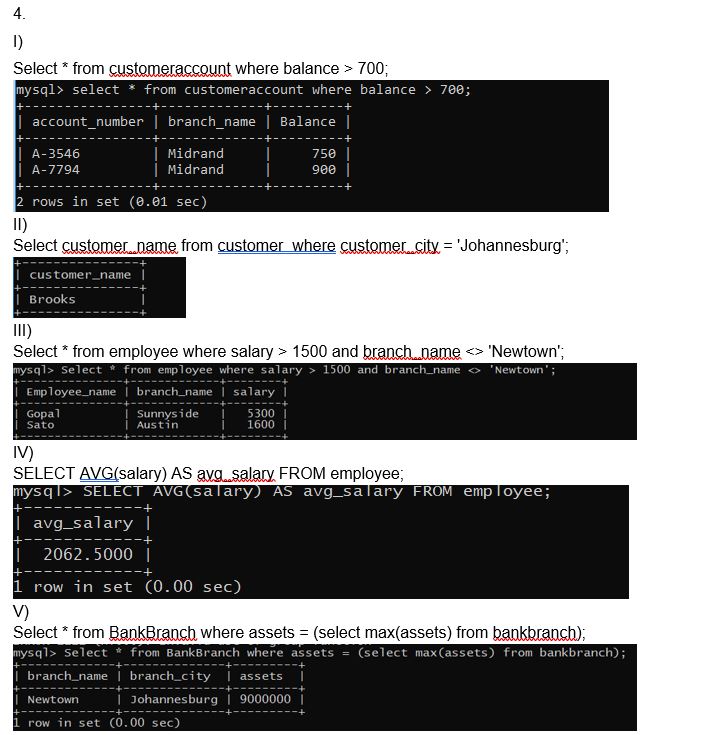 4.
I)
Select * from customeraccount where balance > 700;
mysql> select * from customeraccount where balance > 700;
+----------------+-------------+---------+
| account_number | branch_name | Balance |
+----------------+-------------+---------+
| A-3546         | Midrand     |     750 |
| A-7794         | Midrand     |     900 |
+----------------+-------------+---------+
2 rows in set (0.01 sec)
II)
Select customer_name from customer where customer_city = 'Johannesburg';
+---------------+
| customer_name |
+---------------+
| Brooks        |
+---------------+
III)
Select * from employee where salary > 1500 and branch_name <> 'Newtown';
mysql> Select * from employee where salary > 1500 and branch_name <> 'Newtown';
+---------------+-------------+--------+
| Employee_name | branch_name | salary |
+---------------+-------------+--------+
| Gopal         | Sunnyside   |   5300 |
| Sato          | Austin      |   1600 |
+---------------+-------------+--------+
IV)
SELECT AVG(salary) AS avg_salary FROM employee;
mysql> SELECT AVG(salary) AS avg_salary FROM employee;
+------------+
| avg_salary |
+------------+
|  2062.5000 |
+------------+
1 row in set (0.00 sec)
V)
Select * from BankBranch where assets = (select max(assets) from bankbranch);
mysql> Select * from BankBranch where assets = (select max(assets) from bankbranch);
+-------------+--------------+---------+
| branch_name | branch_city  | assets  |
+-------------+--------------+---------+
| Newtown     | Johannesburg | 9000000 |
+-------------+--------------+---------+
1 row in set (0.00 sec)